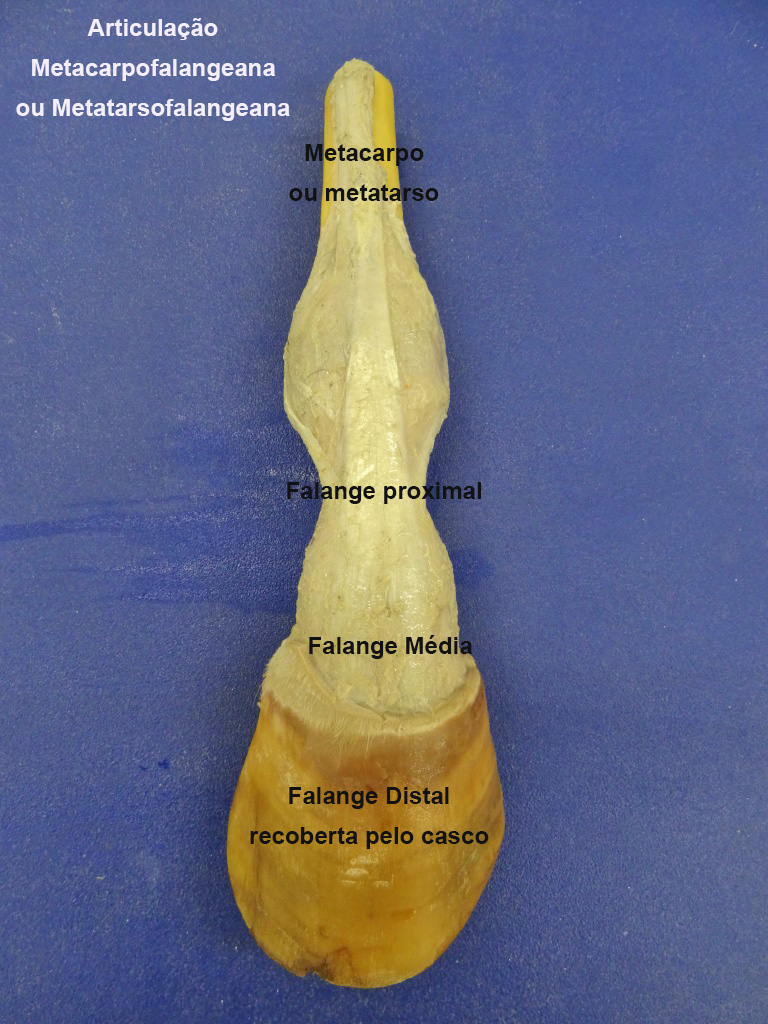 Articulação
Metacarpofalangeana
ou Metatarsofalangeana
Metacarpo
ou metatarso
Falange proximal
Falange Média
Falange Distal
recoberta pelo casco